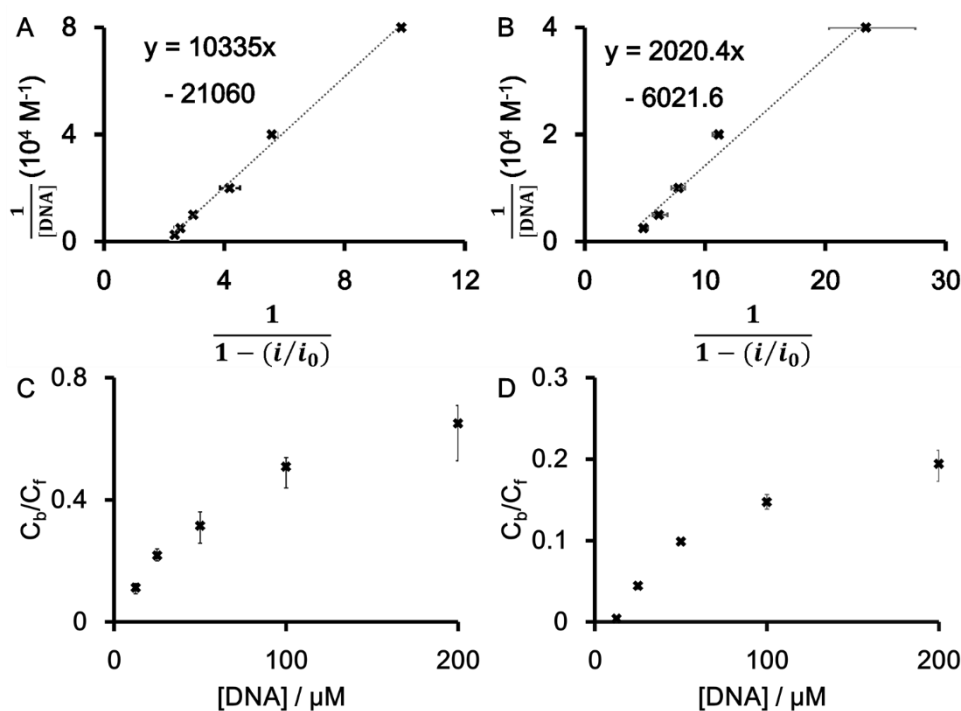 A
8
4
0
y = 10335x
- 21060
1/[DNA] (10⁴ M⁻¹)
0 4 8 12
1/(1 − (i/i₀))
B
4
2
0
y = 2020.4x
- 6021.6
1/[DNA] (10⁴ M⁻¹)
0 10 20 30
1/(1 − (i/i₀))
C
0.8
0.4
0
C_b/C_f
0 100 200
[DNA] / µM
D
0.3
0.2
0.1
0
C_b/C_f
0 100 200
[DNA] / µM